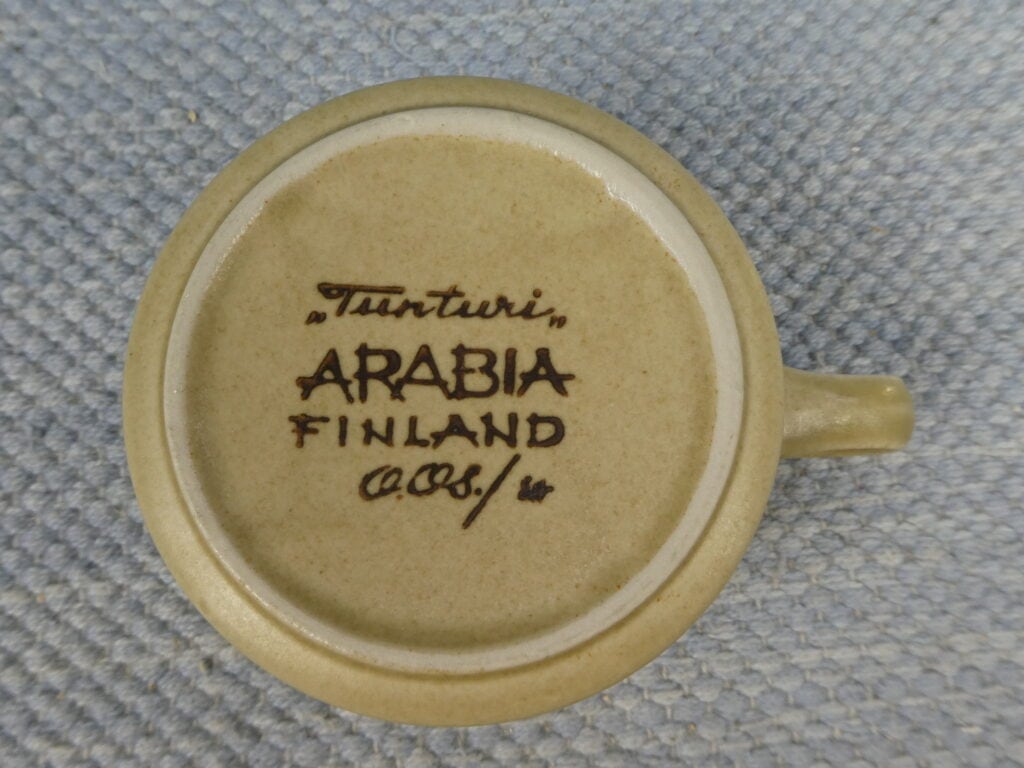 „Tunturi„
ARABIA
FINLAND
O.Os./